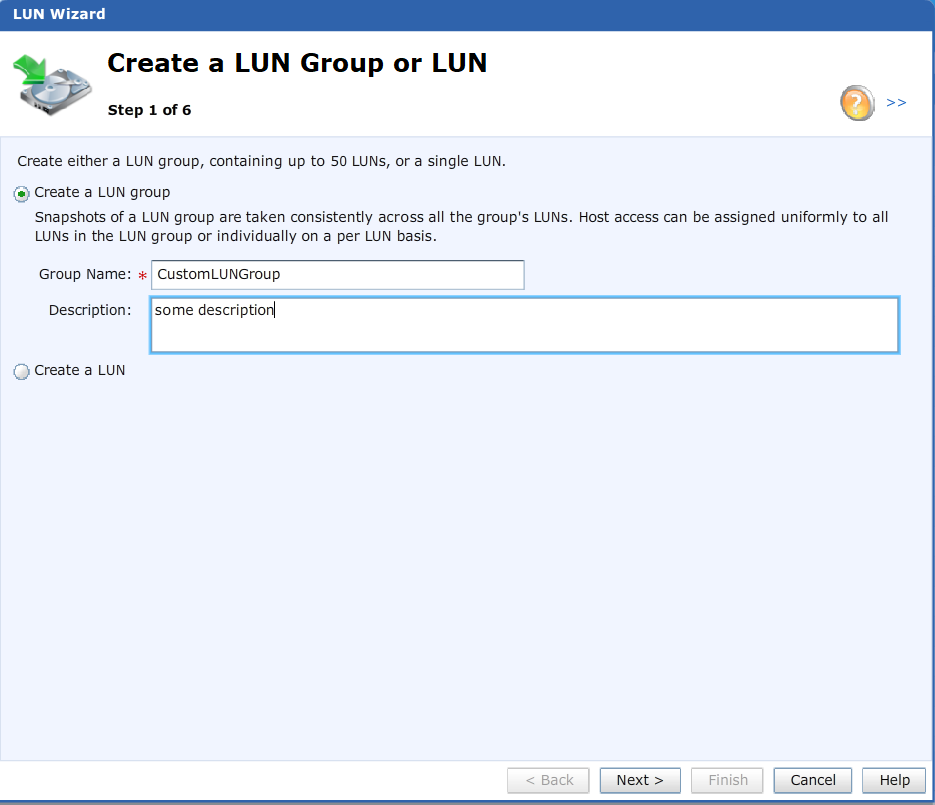 LUN Wizard
Create a LUN Group or LUN
Step 1 of 6
? >>
Create either a LUN group, containing up to 50 LUNs, or a single LUN.
Create a LUN group
Snapshots of a LUN group are taken consistently across all the group's LUNs. Host access can be assigned uniformly to all
LUNs in the LUN group or individually on a per LUN basis.
Group Name: * CustomLUNGroup
Description: some description
Create a LUN
< Back Next > Finish Cancel Help